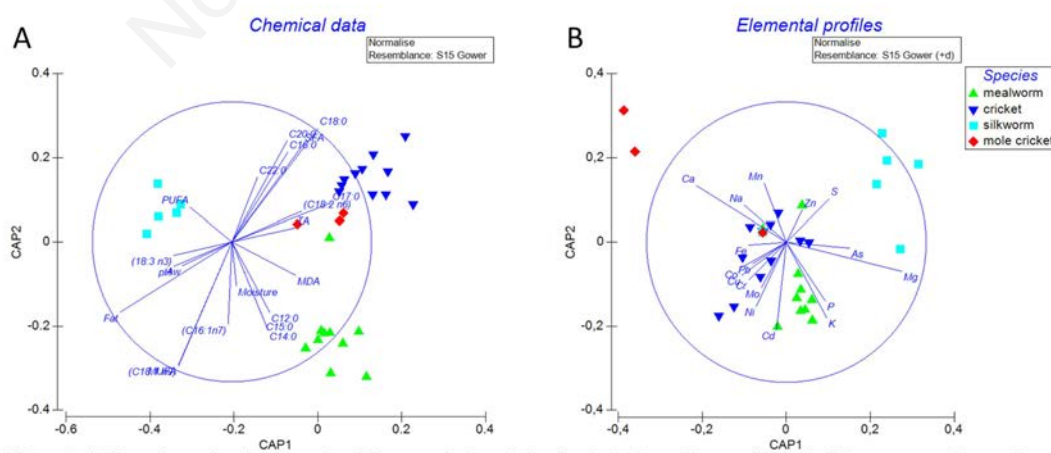 A
Chemical data
Normalise
Resemblance: S15 Gower
0,4
0,2
0
-0,2
-0,4
CAP2
-0,6
-0,4
-0,2
0
0,2
0,4
CAP1
C18:0
C20:0
C16:0
C22:0
PUFA
C17:0
(C18:2 n6)
TA
(18:3 n3)
MDA
Moisture
Fat
(C16:1n7)
C12:0
C15:0
C14:0
B
Elemental profiles
Normalise
Resemblance: S15 Gower (+d)
Species
mealworm
cricket
silkworm
mole cricket
0,4
0,2
0
-0,2
-0,4
CAP2
-0,4
-0,2
0
0,2
0,4
CAP1
Ca
Mn
Na
S
Zn
Fe
As
Mg
Pb
Co
Cr
Mo
Ni
P
K
Cd